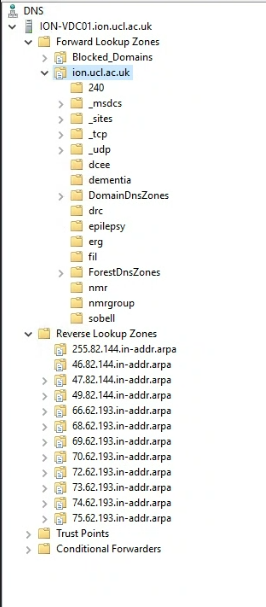 DNS
ION-VDC01.ion.ucl.ac.uk
Forward Lookup Zones
Blocked_Domains
ion.ucl.ac.uk
240
_msdcs
_sites
_tcp
_udp
dcee
dementia
DomainDnsZones
drc
epilepsy
erg
fil
ForestDnsZones
nmr
nmrgroup
sobell
Reverse Lookup Zones
255.82.144.in-addr.arpa
46.82.144.in-addr.arpa
47.82.144.in-addr.arpa
49.82.144.in-addr.arpa
66.62.193.in-addr.arpa
68.62.193.in-addr.arpa
69.62.193.in-addr.arpa
70.62.193.in-addr.arpa
72.62.193.in-addr.arpa
73.62.193.in-addr.arpa
74.62.193.in-addr.arpa
75.62.193.in-addr.arpa
Trust Points
Conditional Forwarders